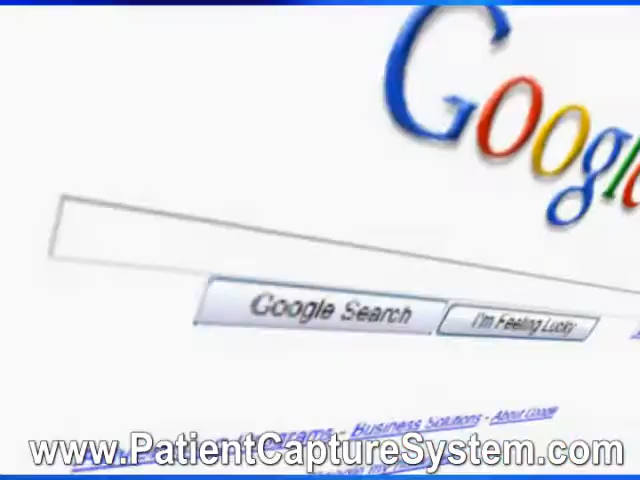 Google
Google Search I'm Feeling Lucky
Business Solutions - About Google
www.PatientCaptureSystem.com